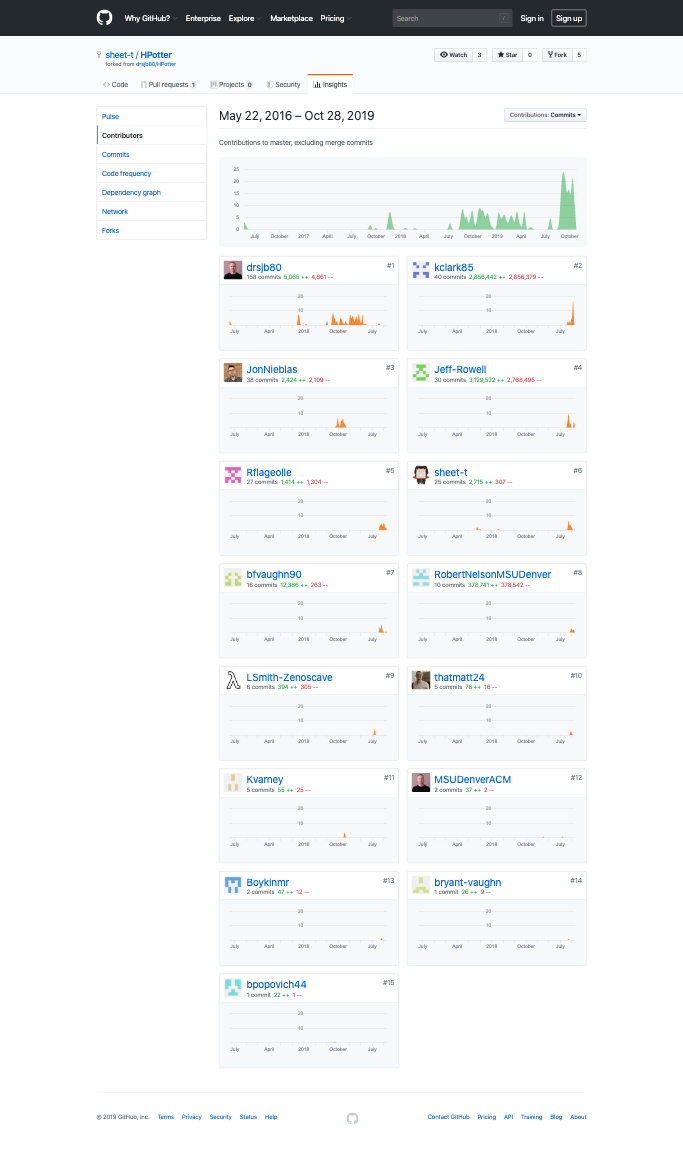 Why GitHub? Enterprise Explore Marketplace Pricing Search / Sign in Sign up
sheet-t / HPotter
forked from drsjb80/HPotter
Watch 3 Star 0 Fork 5
Code Pull requests 1 Projects 0 Security Insights
Pulse
Contributors
Commits
Code frequency
Dependency graph
Network
Forks
May 22, 2016 – Oct 28, 2019
Contributions: Commits
Contributions to master, excluding merge commits
25
20
15
10
5
0
July October 2017 April July October 2018 April July October 2019 April July October
drsjb80 #1
158 commits 5,065 ++ 4,861 --
20
10
July April 2018 October July
kclark85 #2
40 commits 2,856,442 ++ 2,856,379 --
20
10
July April 2018 October July
JonNieblas #3
38 commits 2,424 ++ 2,109 --
20
10
July April 2018 October July
Jeff-Rowell #4
30 commits 3,129,522 ++ 2,768,495 --
20
10
July April 2018 October July
Rflageolle #5
27 commits 1,414 ++ 1,304 --
20
10
July April 2018 October July
sheet-t #6
25 commits 2,715 ++ 307 --
20
10
July April 2018 October July
bfvaughn90 #7
16 commits 12,386 ++ 263 --
20
10
July April 2018 October July
RobertNelsonMSUDenver #8
10 commits 378,741 ++ 378,542 --
20
10
July April 2018 October July
LSmith-Zenoscave #9
6 commits 394 ++ 305 --
20
10
July April 2018 October July
thatmatt24 #10
5 commits 76 ++ 16 --
20
10
July April 2018 October July
Kvarney #11
5 commits 55 ++ 25 --
20
10
July April 2018 October July
MSUDenverACM #12
2 commits 37 ++ 2 --
20
10
July April 2018 October July
Boykinmr #13
2 commits 47 ++ 12 --
20
10
July April 2018 October July
bryant-vaughn #14
1 commit 26 ++ 9 --
20
10
July April 2018 October July
bpopovich44 #15
1 commit 22 ++ 1 --
20
10
July April 2018 October July
© 2019 GitHub, Inc. Terms Privacy Security Status Help Contact GitHub Pricing API Training Blog About